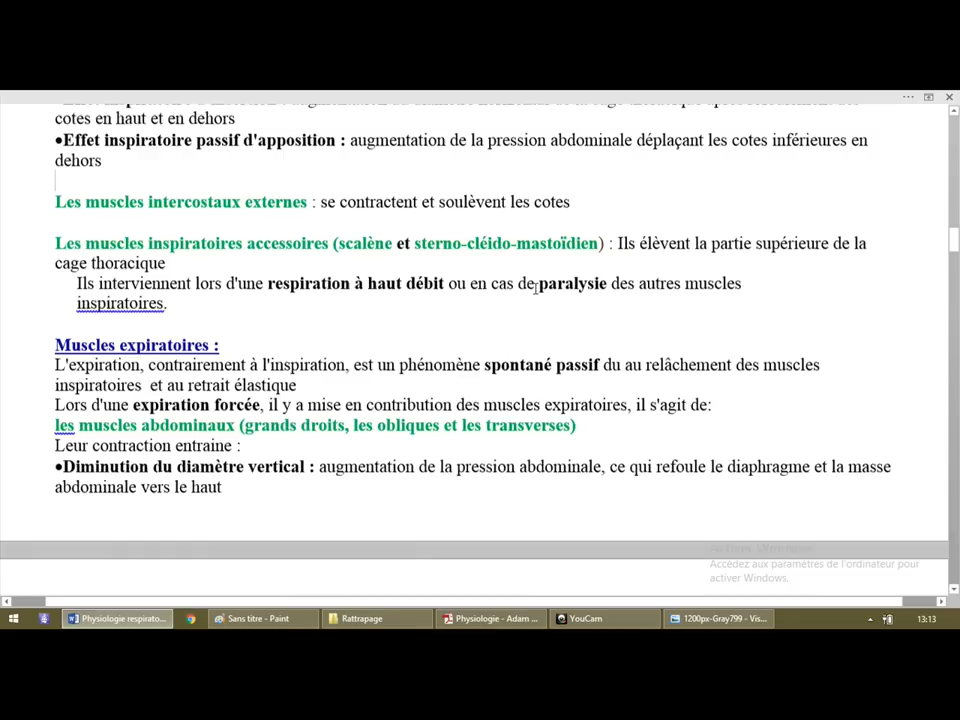 cotes en haut et en dehors
•Effet inspiratoire passif d'apposition : augmentation de la pression abdominale déplaçant les cotes inférieures en
dehors
Les muscles intercostaux externes : se contractent et soulèvent les cotes
Les muscles inspiratoires accessoires (scalène et sterno-cléido-mastoïdien) : Ils élèvent la partie supérieure de la
cage thoracique
Ils interviennent lors d'une respiration à haut débit ou en cas de paralysie des autres muscles
inspiratoires.
Muscles expiratoires :
L'expiration, contrairement à l'inspiration, est un phénomène spontané passif du au relâchement des muscles
inspiratoires et au retrait élastique
Lors d'une expiration forcée, il y a mise en contribution des muscles expiratoires, il s'agit de:
les muscles abdominaux (grands droits, les obliques et les transverses)
Leur contraction entraine :
•Diminution du diamètre vertical : augmentation de la pression abdominale, ce qui refoule le diaphragme et la masse
abdominale vers le haut
Accédez aux paramètres de l'ordinateur pour
activer Windows.
Physiologie respirato...
Sans titre - Paint
Rattrapage
Physiologie - Adam ...
YouCam
1200px-Gray799 - Vis...
13:13